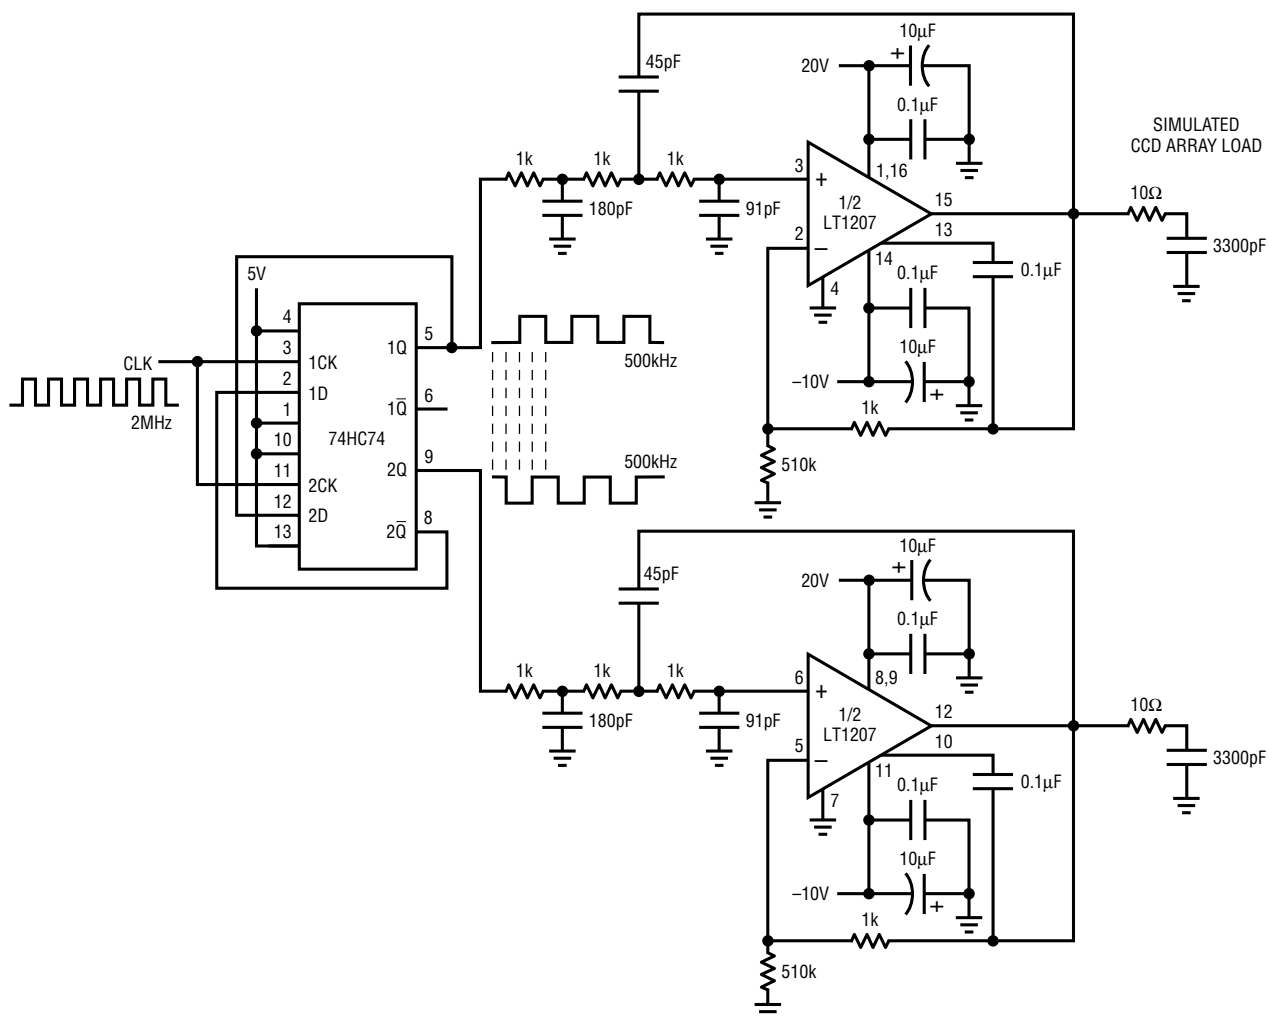 10μF
+
45pF
20V
0.1μF
SIMULATED
CCD ARRAY LOAD
1k
1k
1k
3
+
1,16
10Ω
180pF
91pF
1/2
LT1207
15
13
2
–
14
3300pF
0.1μF
0.1μF
4
5V
4
5
1Q
3
1CK
CLK
500kHz
10μF
–10V
+
2
1D
1
6
1Q̅
2MHz
1k
10
74HC74
11
2CK
9
2Q
500kHz
510k
12
2D
8
2Q̅
13
10μF
+
45pF
20V
0.1μF
1k
1k
1k
6
+
8,9
10Ω
180pF
91pF
1/2
LT1207
12
10
5
–
11
3300pF
0.1μF
0.1μF
7
10μF
–10V
+
1k
510k